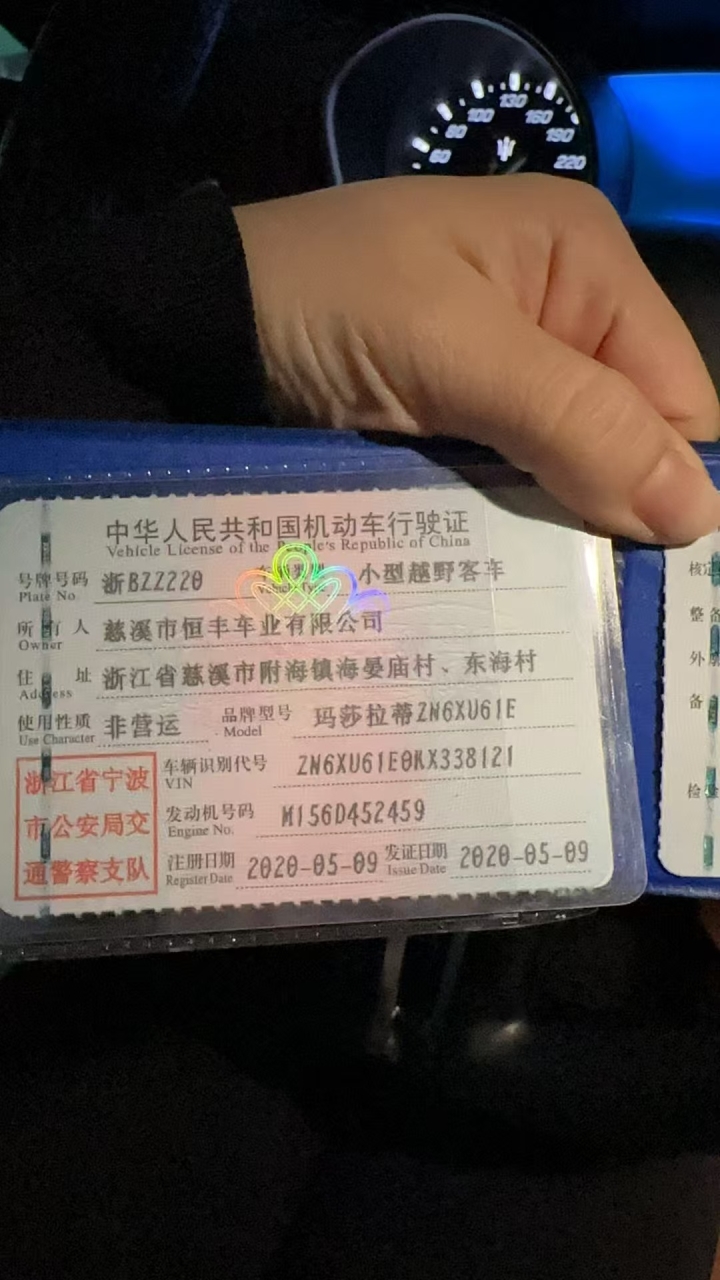 60 80 100 130 160 190 220
中华人民共和国机动车行驶证
Vehicle License of the People's Republic of China
号牌号码 浙BZZ220 小型越野客车
Plate No.
所有人 慈溪市恒丰车业有限公司
Owner
住址 浙江省慈溪市附海镇海晏庙村、东海村
Address
使用性质 非营运 品牌型号 玛莎拉蒂ZN6XU61E
Use Character Model
浙江省宁波
市公安局交
通警察支队
车辆识别代号 ZN6XU61E0KX338121
VIN
发动机号码 M156D452459
Engine No.
注册日期 2020-05-09 发证日期 2020-05-09
Register Date Issue Date
核定
整备
外
备
检